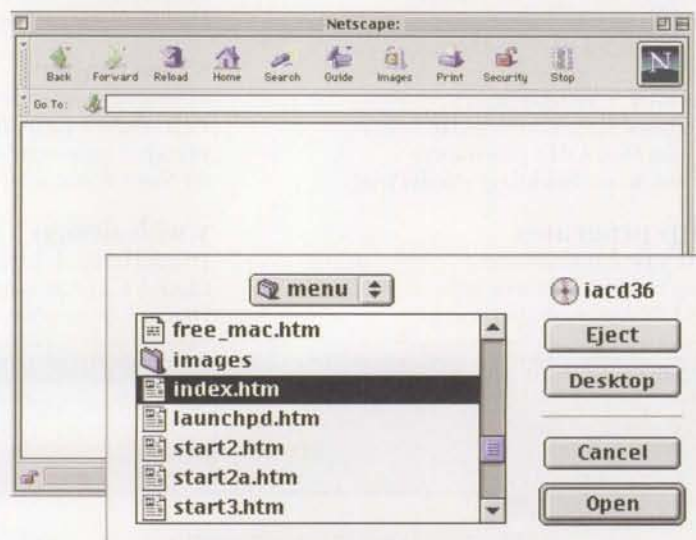 Netscape:
Back Forward Reload Home Search Guide Images Print Security Stop
N
Go To:
menu
iacd36
free_mac.htm
images
index.htm
launchpd.htm
start2.htm
start2a.htm
start3.htm
Eject
Desktop
Cancel
Open